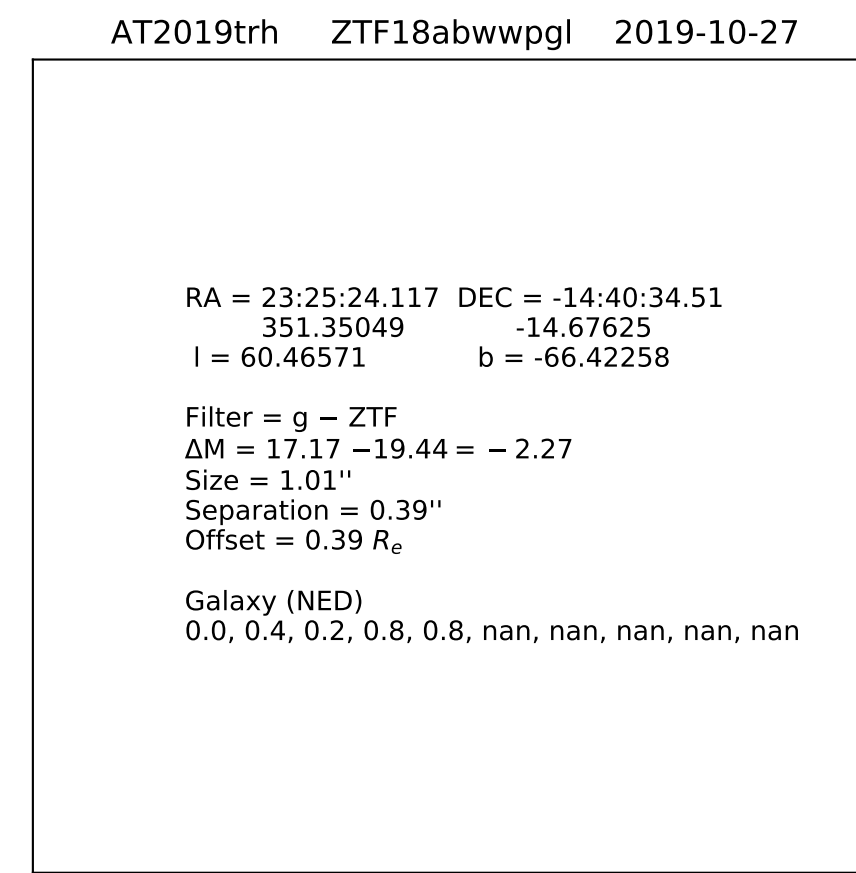 AT2019trh ZTF18abwwpgl 2019-10-27
RA = 23:25:24.117 DEC = -14:40:34.51
351.35049 -14.67625
l = 60.46571 b = -66.42258
Filter = g − ZTF
ΔM = 17.17 −19.44 = − 2.27
Size = 1.01''
Separation = 0.39''
Offset = 0.39 Re
Galaxy (NED)
0.0, 0.4, 0.2, 0.8, 0.8, nan, nan, nan, nan, nan